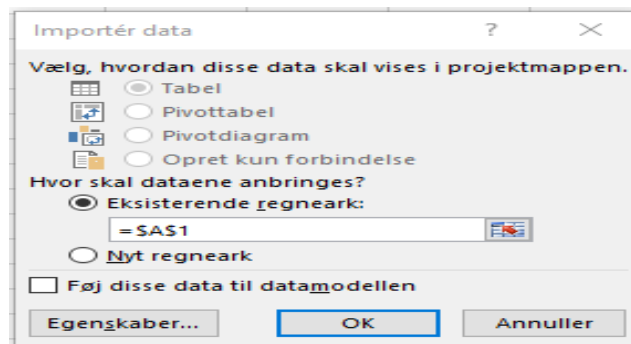 Importér data ? ×
Vælg, hvordan disse data skal vises i projektmappen.
Tabel
Pivottabel
Pivotdiagram
Opret kun forbindelse
Hvor skal dataene anbringes?
Eksisterende regneark:
=$A$1
Nyt regneark
Føj disse data til datamodellen
Egenskaber... OK Annuller